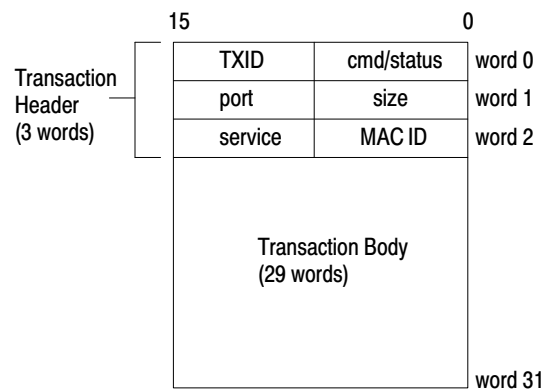 15 0
TXID cmd/status word 0
Transaction
Header
(3 words)
port size word 1
service MAC ID word 2
Transaction Body
(29 words)
word 31